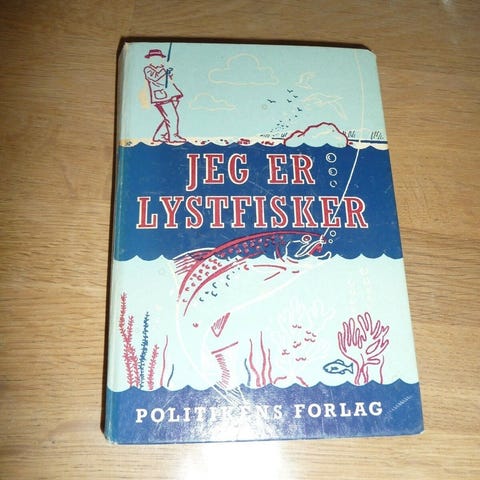 JEG ER
LYSTFISKER
POLITIKENS FORLAG